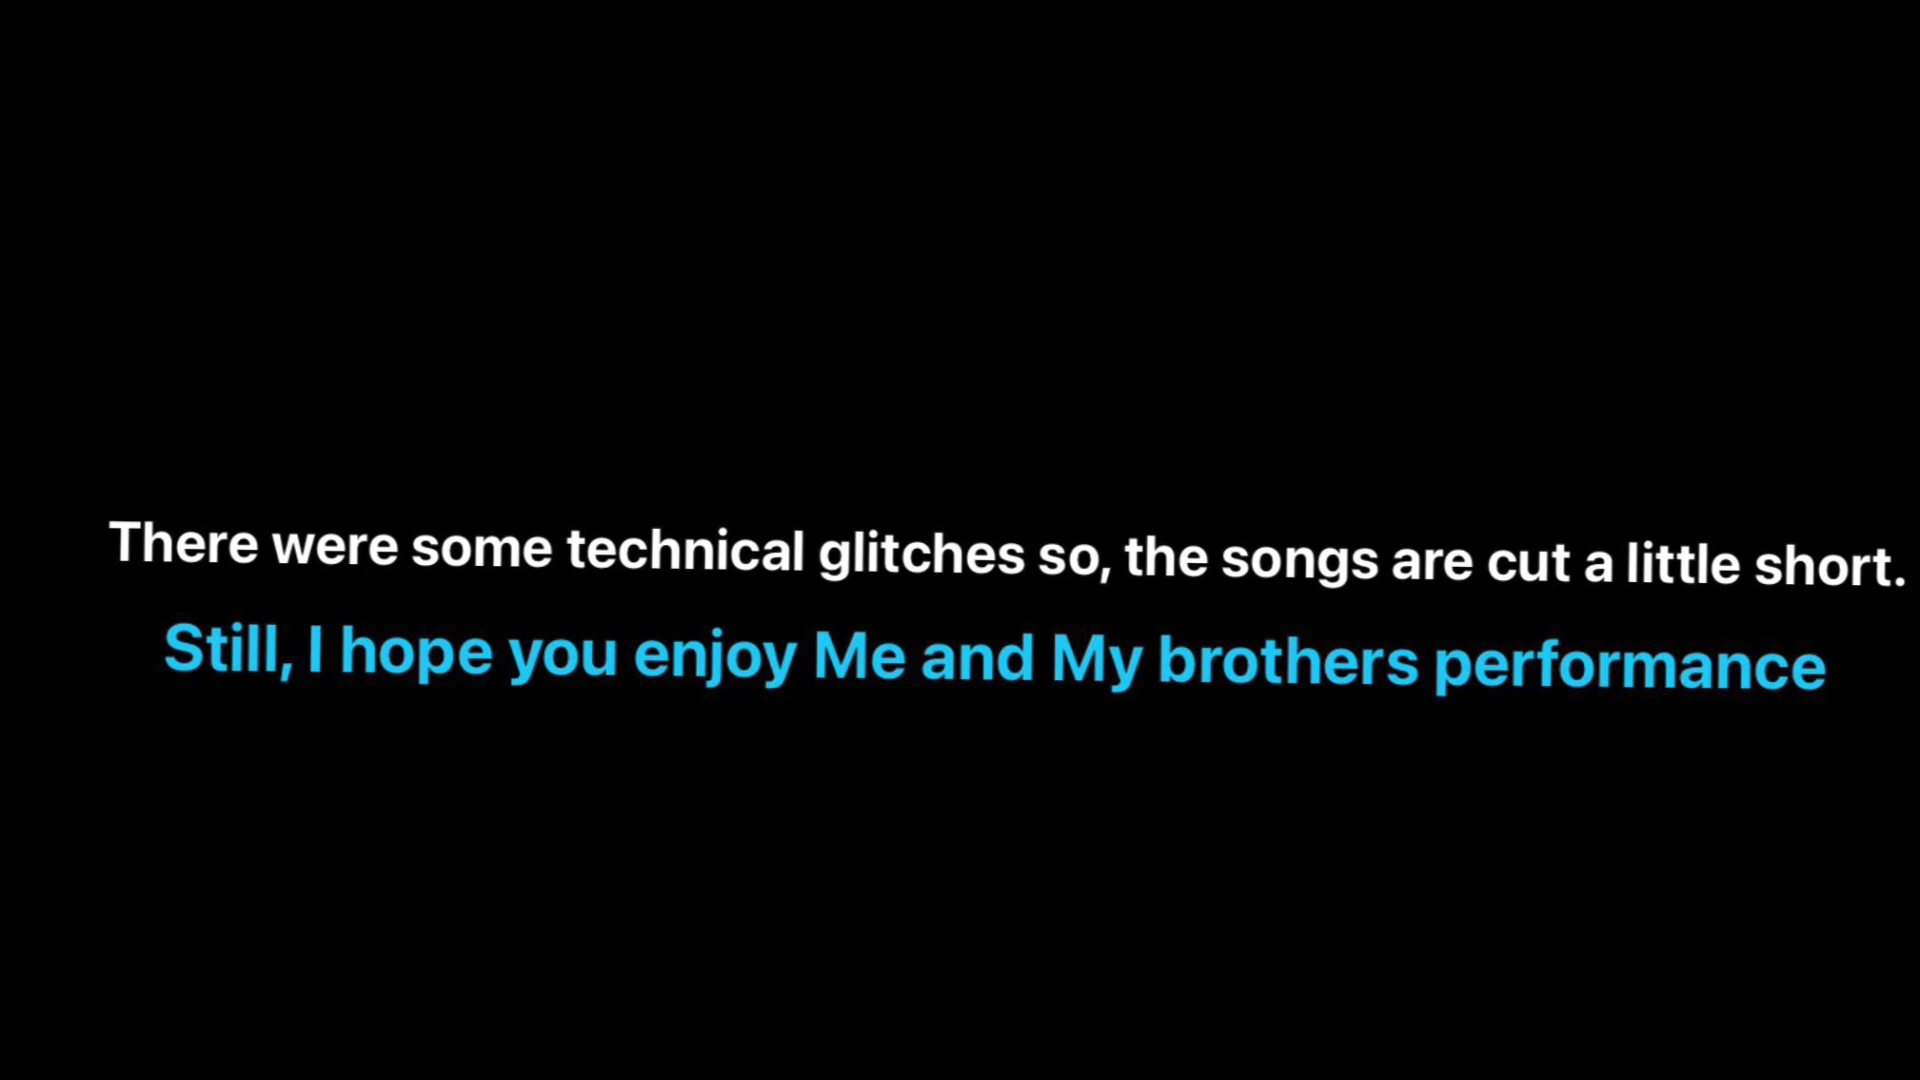 There were some technical glitches so, the songs are cut a little short.
Still, I hope you enjoy Me and My brothers performance